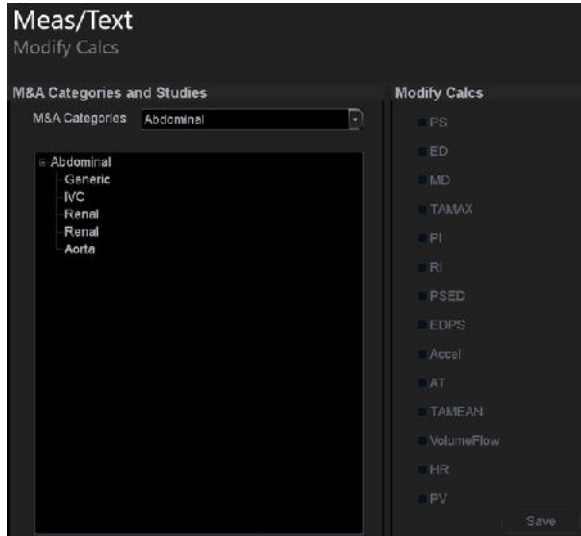 Meas/Text
Modify Calcs
M&A Categories and Studies
M&A Categories
Abdominal
Abdominal
Generic
IVC
Renal
Renal
Aorta
Modify Calcs
PS
ED
MD
TAMAX
PI
RI
PSED
EDPS
Accel
AT
TAMEAN
VolumeFlow
HR
PV
Save